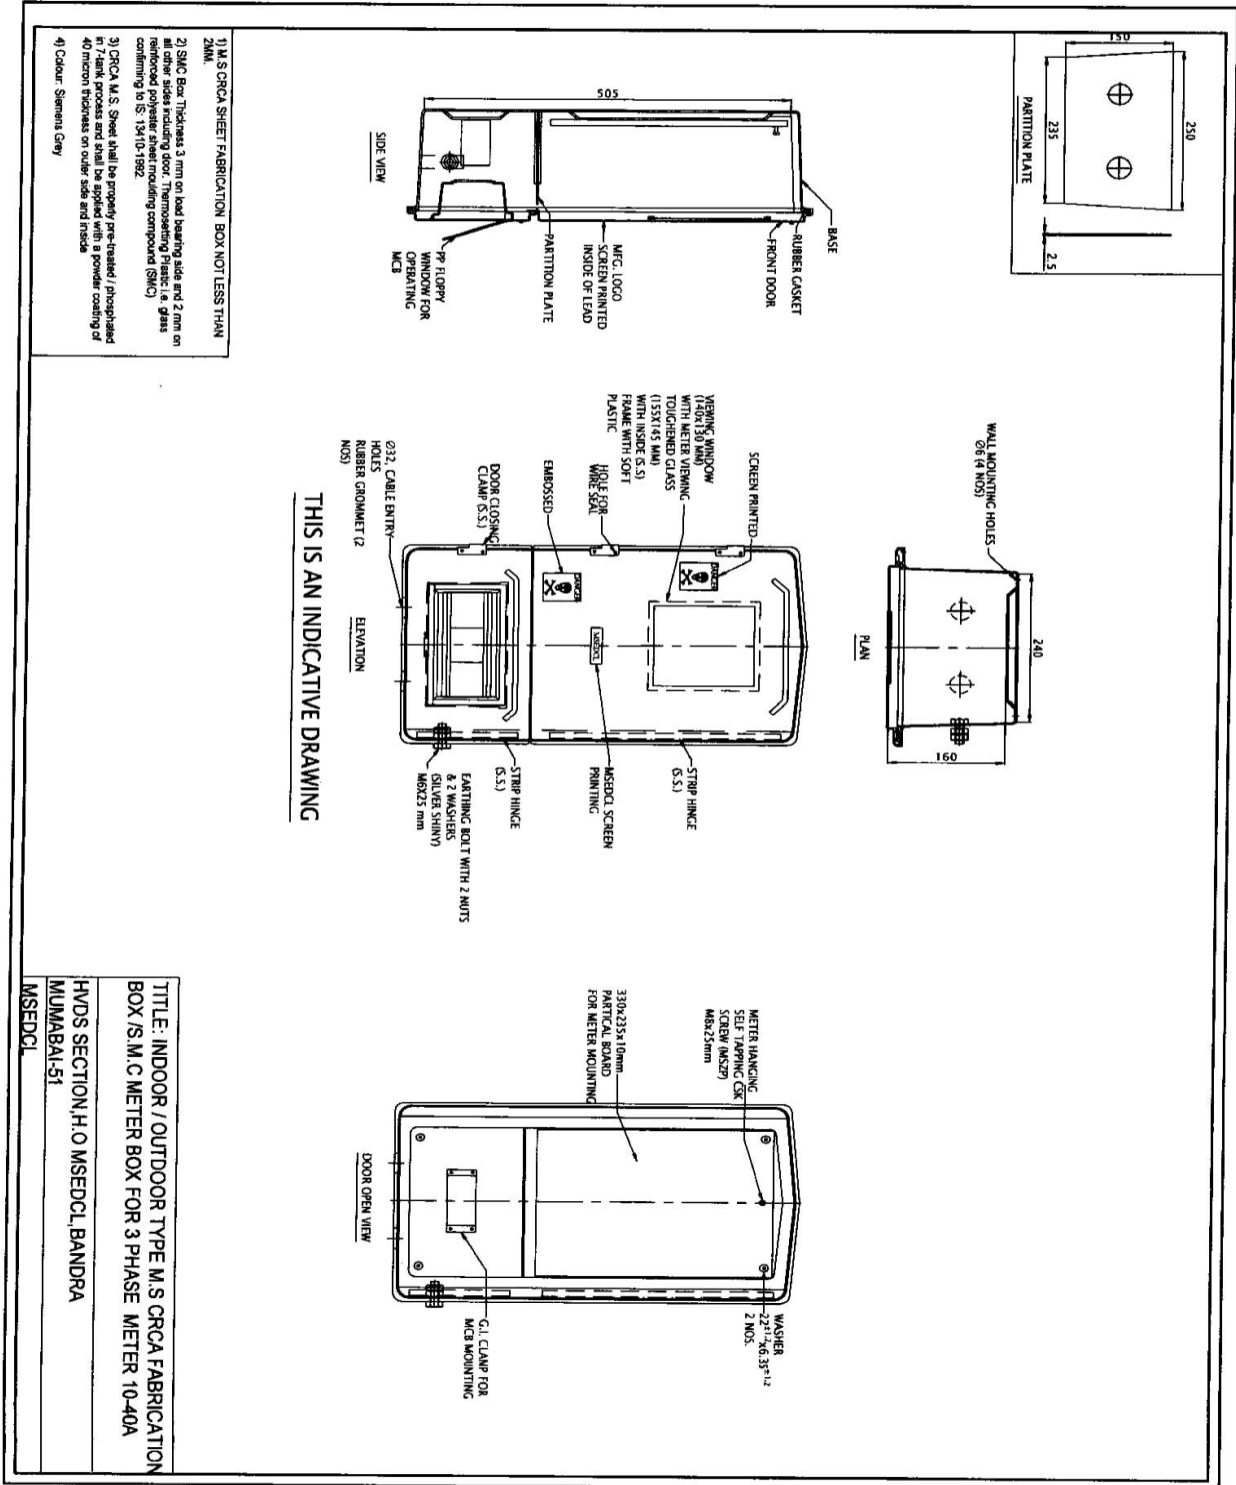 150
250
235
PARTITION PLATE
2.5
505
SIDE VIEW
BASE
RUBBER GASKET
FRONT DOOR
MFG. LOGO
SCREEN PRINTED
INSIDE OF LEAD
PARTITION PLATE
PP FLOPPY
WINDOW FOR
OPERATING
MCB
1) M.S CRCA SHEET FABRICATION BOX NOT LESS THAN
2MM.
2) SMC Box Thickness 3 mm on load bearing side and 2 mm on
all other sides including door. Thermosetting Plastic i.e. glass
reinforced polyester sheet moulding compound (SMC)
confirming to IS: 13410-1992
3) CRCA M.S. Sheet shall be properly pre-treated / phosphated
in 7-tank process and shall be applied with a powder coating of
40 micron thickness on outer side and inside
4) Colour: Siemens Grey
WALL MOUNTING HOLES
Ø6 (4 NOS)
240
160
PLAN
SCREEN PRINTED
VIEWING WINDOW
(140x130 MM)
WITH METER VIEWING
TOUGHENED GLASS
(155X145 MM)
WITH INSIDE (S.S)
FRAME WITH SOFT
PLASTIC
HOLE FOR
WIRE SEAL
EMBOSSED
DOOR CLOSING
CLAMP (S.S.)
Ø32, CABLE ENTRY
HOLES
RUBBER GROMMET (2
NOS)
DANGER
DANGER
MSEDCL
ELEVATION
STRIP HINGE
(S.S.)
MSEDCL SCREEN
PRINTING
STRIP HINGE
(S.S.)
EARTHING BOLT WITH 2 NUTS
& 2 WASHERS
(SILVER SHINY)
M6X25 mm
THIS IS AN INDICATIVE DRAWING
METER HANGING
SELF TAPPING CSK
SCREW (MSZP)
M8x25mm
330x235x10mm
PARTICAL BOARD
FOR METER MOUNTING
WASHER
22±1.2x6.35±1.2
2 NOS.
G.I. CLAMP FOR
MCB MOUNTING
DOOR OPEN VIEW
TITLE: INDOOR / OUTDOOR TYPE M.S CRCA FABRICATION
BOX /S.M.C METER BOX FOR 3 PHASE METER 10-40A
HVDS SECTION,H.O MSEDCL,BANDRA
MUMABAI-51
MSEDCL